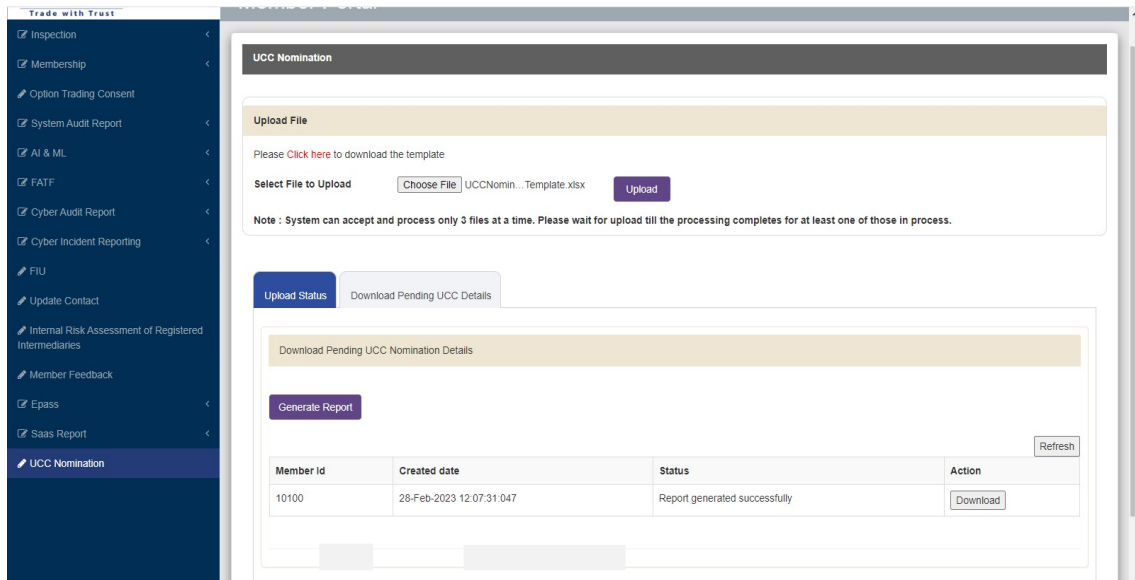 Trade with Trust
Member Portal
Inspection
Membership
Option Trading Consent
System Audit Report
AI & ML
FATF
Cyber Audit Report
Cyber Incident Reporting
FIU
Update Contact
Internal Risk Assessment of Registered
Intermediaries
Member Feedback
Epass
Saas Report
UCC Nomination
UCC Nomination
Upload File
Please Click here to download the template
Select File to Upload Choose File UCCNomin...Template.xlsx Upload
Note : System can accept and process only 3 files at a time. Please wait for upload till the processing completes for at least one of those in process.
Upload Status Download Pending UCC Details
Download Pending UCC Nomination Details
Generate Report
Refresh
Member Id Created date Status Action
10100 28-Feb-2023 12:07:31:047 Report generated successfully Download